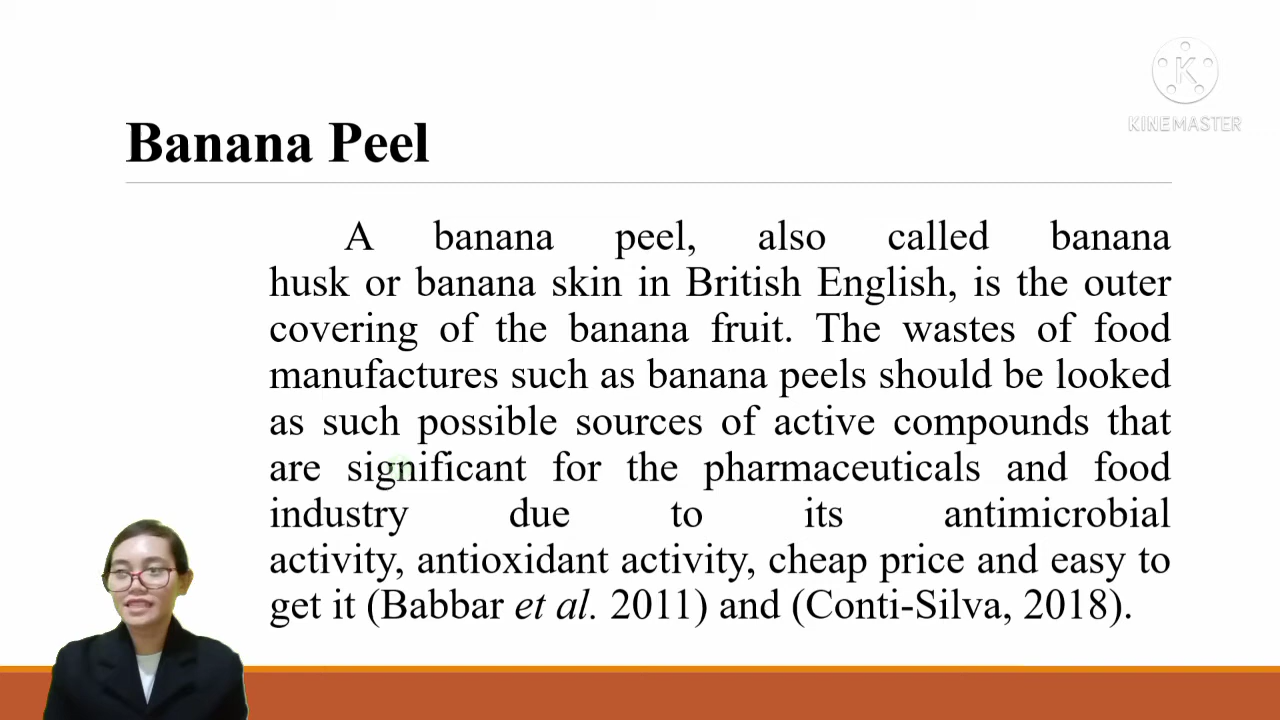 KINEMASTER
Banana Peel
A banana peel, also called banana
husk or banana skin in British English, is the outer
covering of the banana fruit. The wastes of food
manufactures such as banana peels should be looked
as such possible sources of active compounds that
are significant for the pharmaceuticals and food
industry due to its antimicrobial
activity, antioxidant activity, cheap price and easy to
get it (Babbar et al. 2011) and (Conti-Silva, 2018).